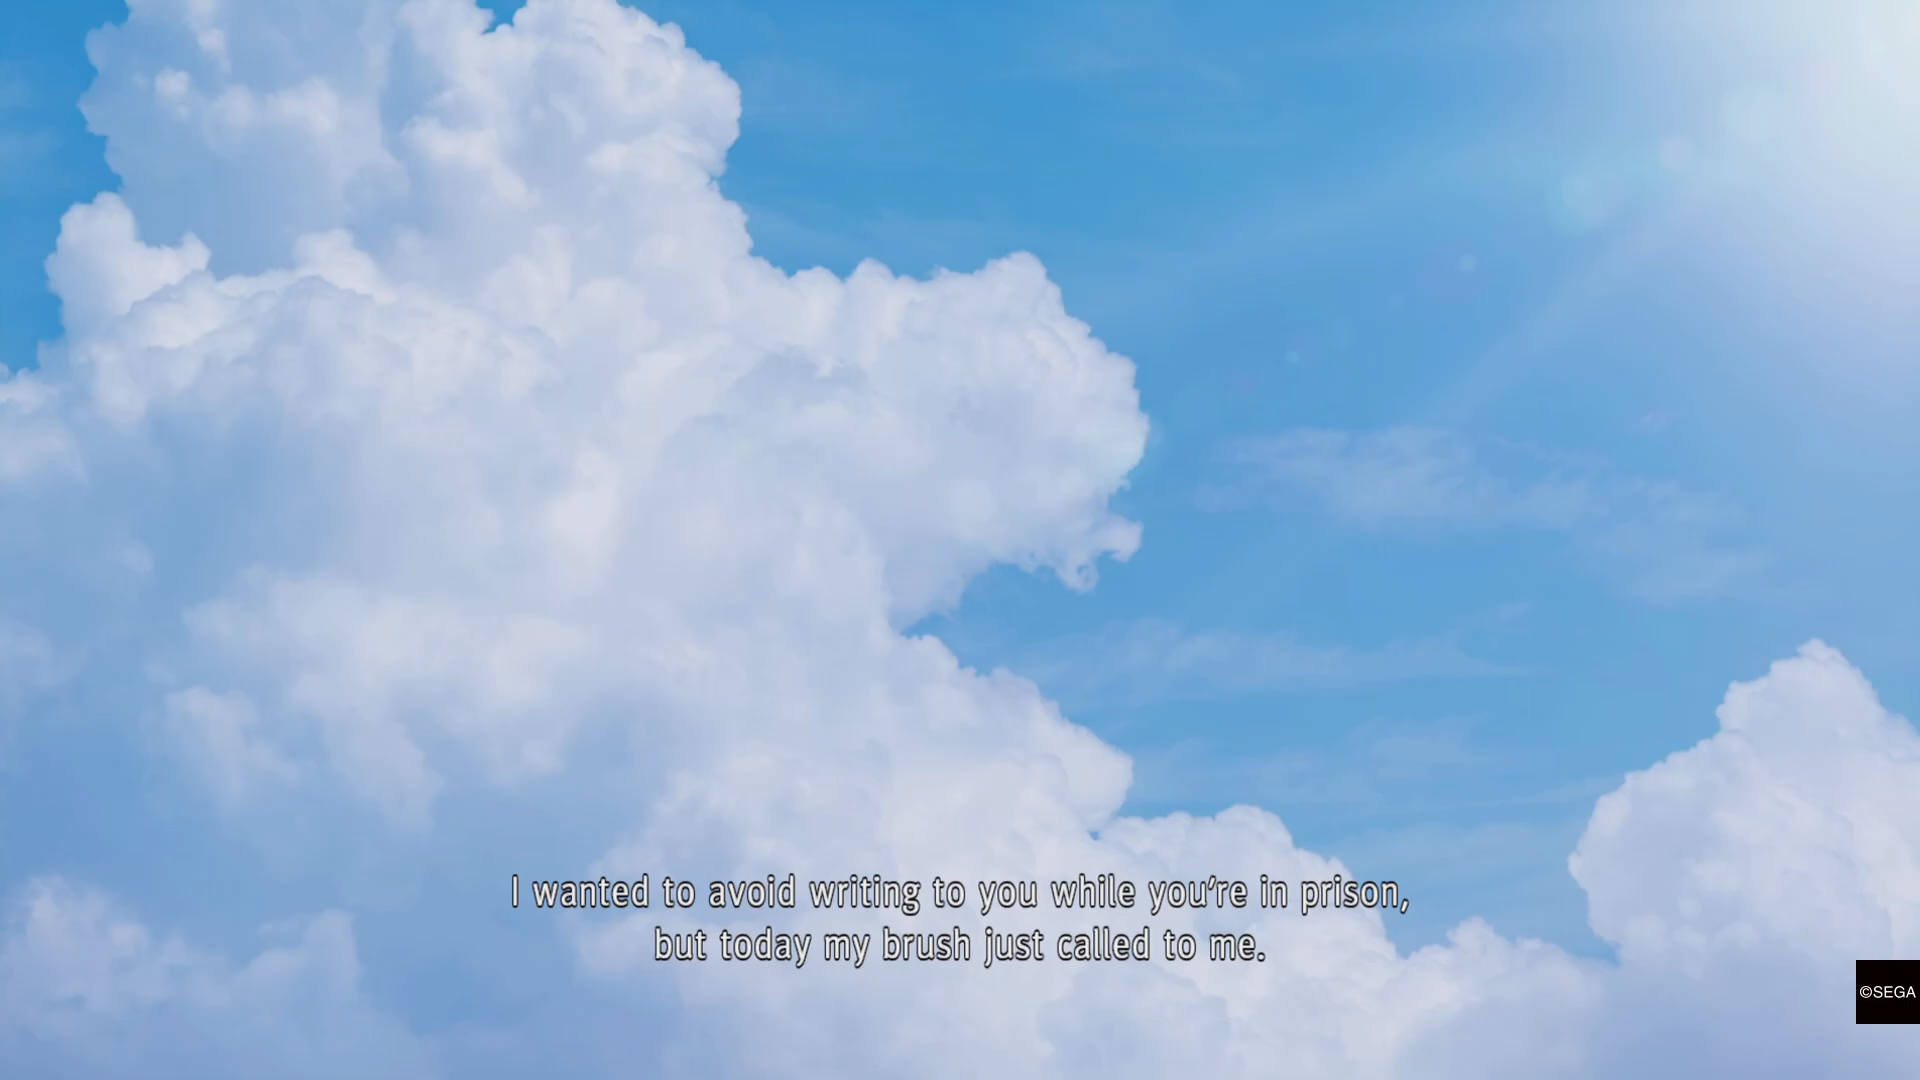 I wanted to avoid writing to you while you're in prison,
but today my brush just called to me.
©SEGA